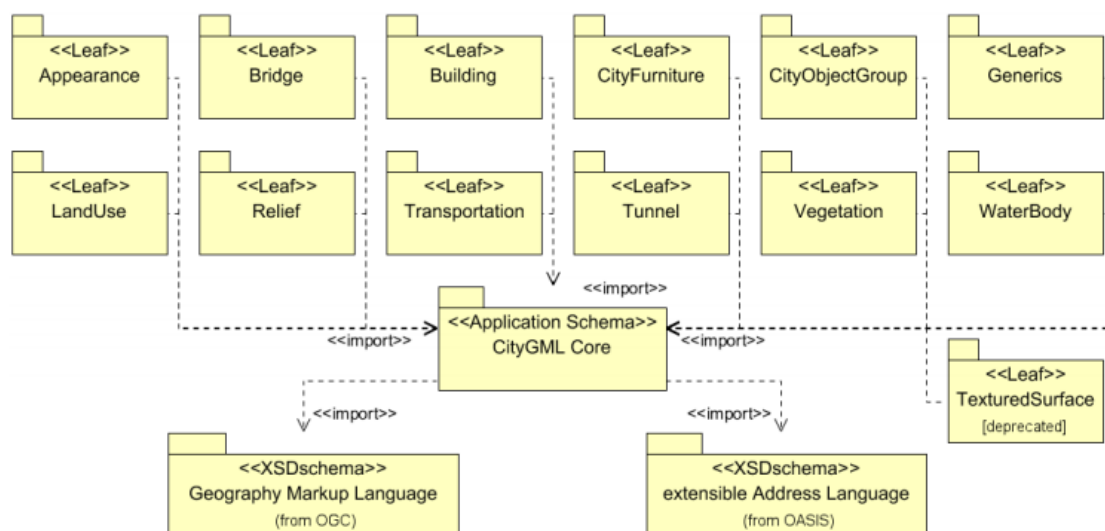 <<Leaf>>
Appearance
<<Leaf>>
Bridge
<<Leaf>>
Building
<<Leaf>>
CityFurniture
<<Leaf>>
CityObjectGroup
<<Leaf>>
Generics
<<Leaf>>
LandUse
<<Leaf>>
Relief
<<Leaf>>
Transportation
<<Leaf>>
Tunnel
<<Leaf>>
Vegetation
<<Leaf>>
WaterBody
<<import>>
<<Application Schema>>
CityGML Core
<<import>>
<<import>>
<<Leaf>>
TexturedSurface
[deprecated]
<<import>>
<<import>>
<<XSDschema>>
Geography Markup Language
(from OGC)
<<XSDschema>>
extensible Address Language
(from OASIS)